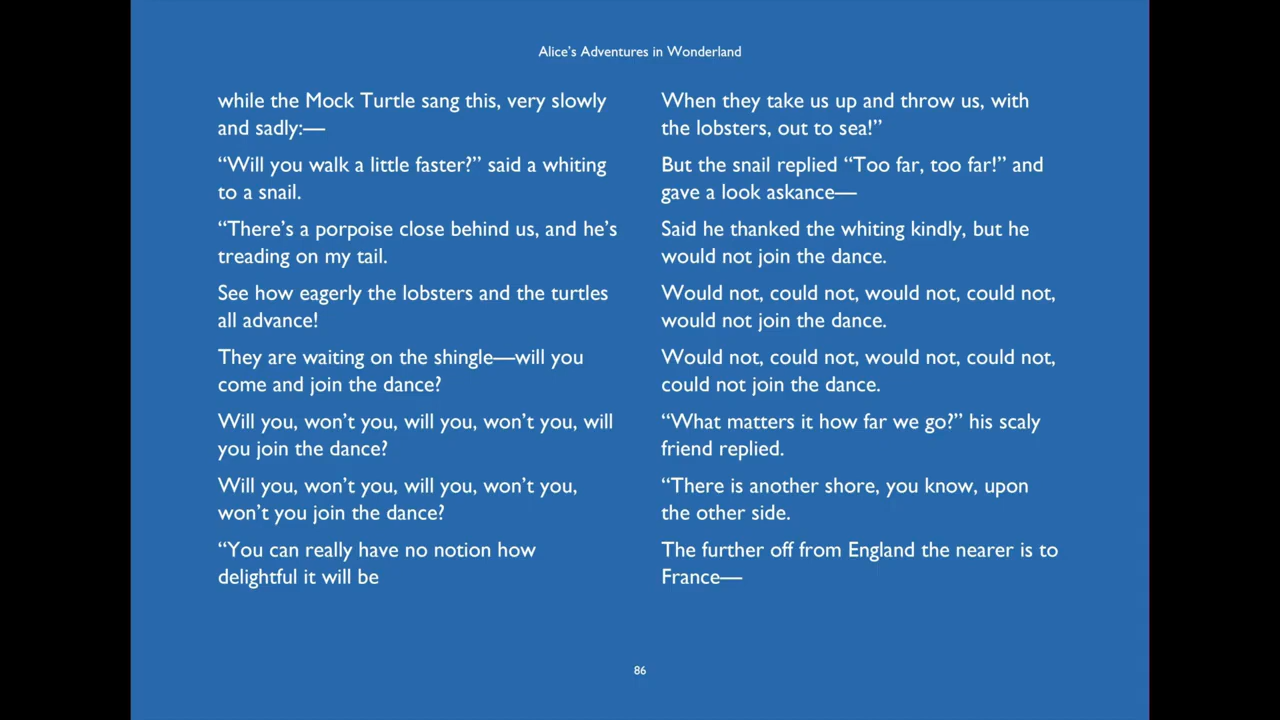 Alice’s Adventures in Wonderland
while the Mock Turtle sang this, very slowly
and sadly:—
“Will you walk a little faster?” said a whiting
to a snail.
“There’s a porpoise close behind us, and he’s
treading on my tail.
See how eagerly the lobsters and the turtles
all advance!
They are waiting on the shingle—will you
come and join the dance?
Will you, won’t you, will you, won’t you, will
you join the dance?
Will you, won’t you, will you, won’t you,
won’t you join the dance?
“You can really have no notion how
delightful it will be
When they take us up and throw us, with
the lobsters, out to sea!”
But the snail replied “Too far, too far!” and
gave a look askance—
Said he thanked the whiting kindly, but he
would not join the dance.
Would not, could not, would not, could not,
would not join the dance.
Would not, could not, would not, could not,
could not join the dance.
“What matters it how far we go?” his scaly
friend replied.
“There is another shore, you know, upon
the other side.
The further off from England the nearer is to
France—
86